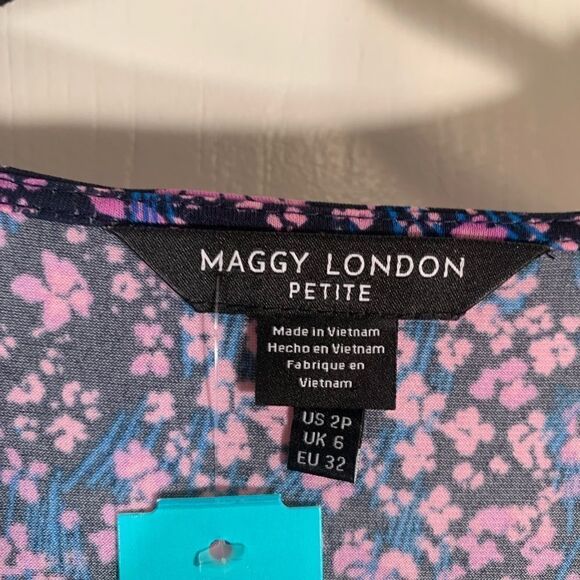 MAGGY LONDON
PETITE
Made in Vietnam
Hecho en Vietnam
Fabrique en
Vietnam
US 2P
UK 6
EU 32